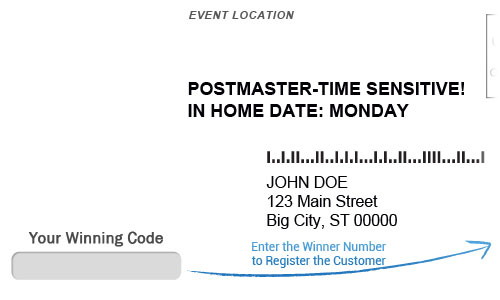 EVENT LOCATION
POSTMASTER-TIME SENSITIVE!
IN HOME DATE: MONDAY
JOHN DOE
123 Main Street
Big City, ST 00000
Your Winning Code
Enter the Winner Number
to Register the Customer